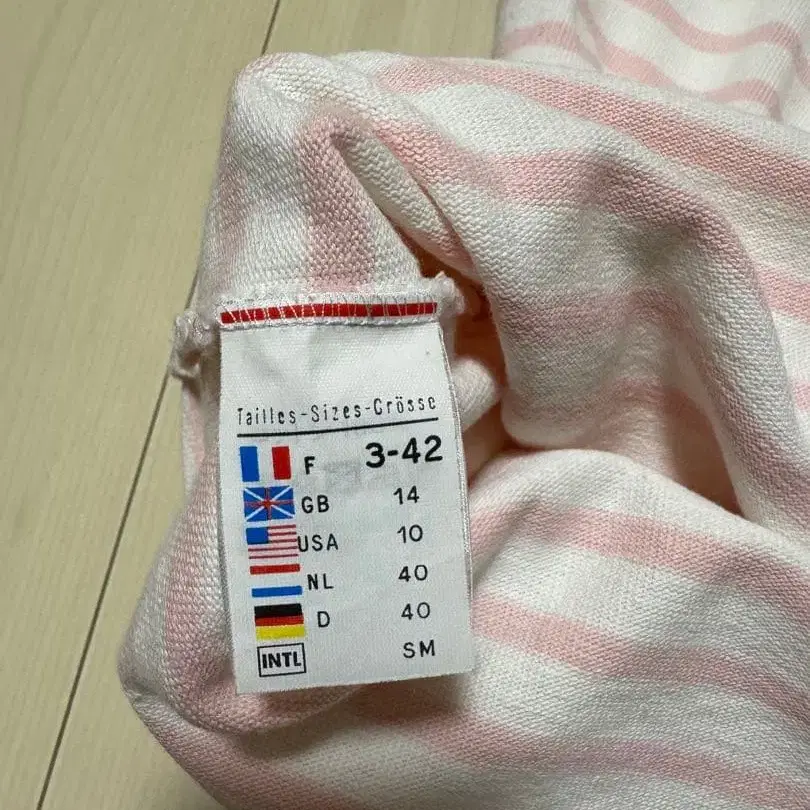 Tailles-Sizes-Grösse
F 3-42
GB 14
USA 10
NL 40
D 40
INTL SM